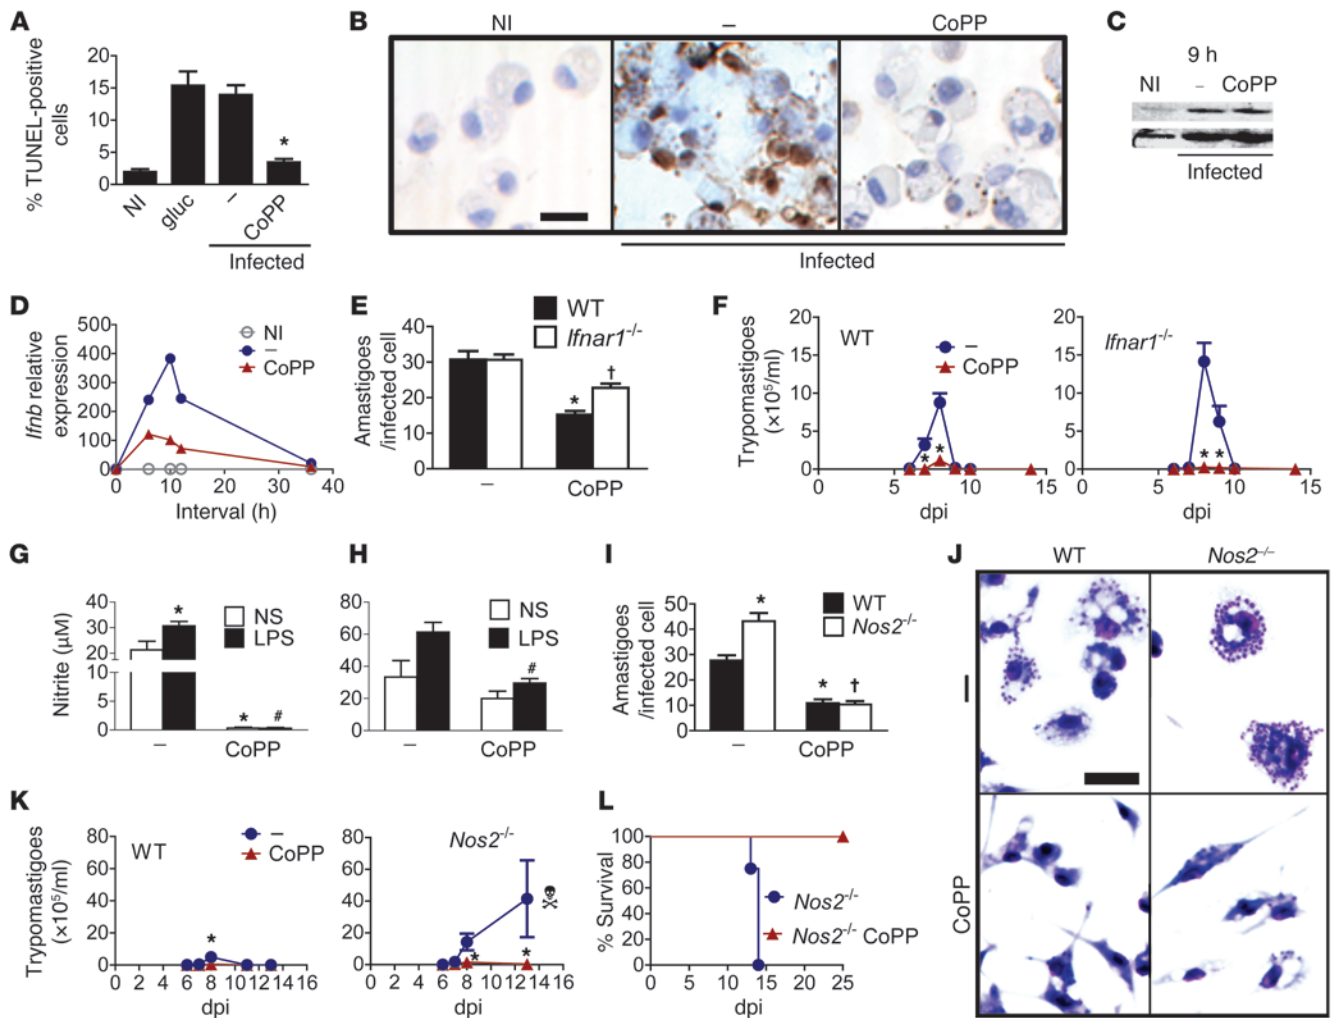 A
% TUNEL-positive
cells
20
15
10
5
0
*
NI
gluc
–
CoPP
Infected
B
NI
–
CoPP
Infected
C
9 h
NI
–
CoPP
Infected
D
Ifnb relative
expression
500
400
300
200
100
0
NI
–
CoPP
0
10
20
30
40
Interval (h)
E
Amastigoes
/infected cell
40
30
20
10
0
WT
Ifnar1-/-
*
†
–
CoPP
F
Trypomastigoes
(×10⁵/ml)
20
15
10
5
0
WT
–
CoPP
*
*
0
5
10
15
dpi
20
15
10
5
0
Ifnar1-/-
* *
5
10
15
dpi
G
Nitrite (µM)
40
30
20
10
5
0
NS
LPS
*
*
#
–
CoPP
H
80
60
40
20
0
NS
LPS
#
–
CoPP
I
Amastigoes
/infected cell
50
40
30
20
10
0
WT
Nos2-/-
*
*
†
–
CoPP
J
WT
Nos2–/–
–
CoPP
K
Trypomastigoes
(×10⁵/ml)
80
60
40
20
0
WT
–
CoPP
*
0 2 4 6 8 10 12 14 16
dpi
80
60
40
20
0
Nos2-/-
*
*
0 2 4 6 8 10 12 14 16
dpi
L
% Survival
100
80
60
40
20
0
Nos2-/-
Nos2-/- CoPP
0
5
10
15
20
25
dpi